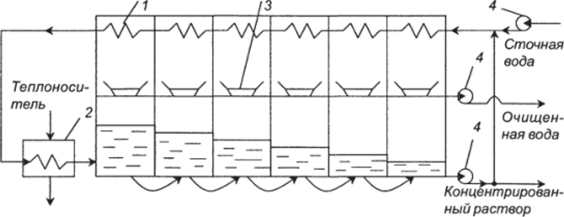 1
3
4
Сточная
вода
Теплоноси-
тель
2
4
Очищен-
ная вода
4
Концентрирован-
ный раствор